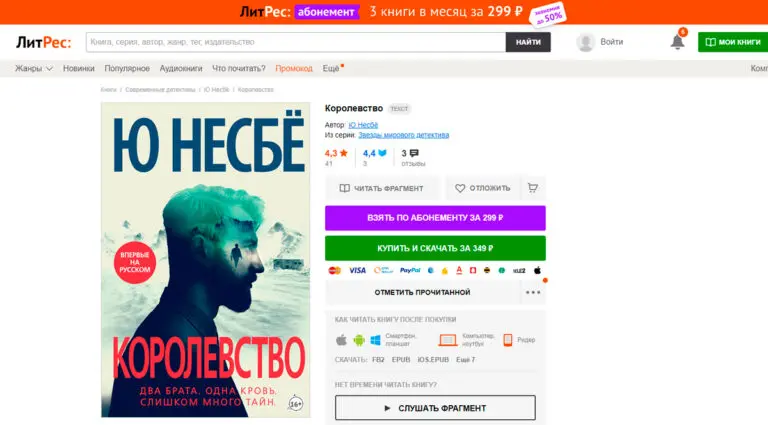 ЛитРес: абонемент 3 книги в месяц за 299 ₽ экономия до 50%
ЛитРес:
Книга, серия, автор, жанр, тег, издательство
НАЙТИ
Войти
6
МОИ КНИГИ
Жанры Новинки Популярное Аудиокниги Что почитать? Промокод Ещё
Книги / Современные детективы / Ю Несбё / Королевство
Ю НЕСБЁ
ВПЕРВЫЕ НА
РУССКОМ
КОРОЛЕВСТВО
ДВА БРАТА. ОДНА КРОВЬ.
СЛИШКОМ МНОГО ТАЙН.
16+
Королевство ТЕКСТ
Автор: Ю Несбё
Из серии: Звезды мирового детектива
4,3 4,4 3
41 3 отзывы
ЧИТАТЬ ФРАГМЕНТ ОТЛОЖИТЬ
ВЗЯТЬ ПО АБОНЕМЕНТУ ЗА 299 ₽
КУПИТЬ И СКАЧАТЬ ЗА 349 ₽
VISA PayPal
ОТМЕТИТЬ ПРОЧИТАННОЙ
КАК ЧИТАТЬ КНИГУ ПОСЛЕ ПОКУПКИ
Смартфон,
планшет
Компьютер,
ноутбук
Ридер
СКАЧАТЬ: FB2 EPUB iOS.EPUB Ещё 7
НЕТ ВРЕМЕНИ ЧИТАТЬ КНИГУ?
СЛУШАТЬ ФРАГМЕНТ